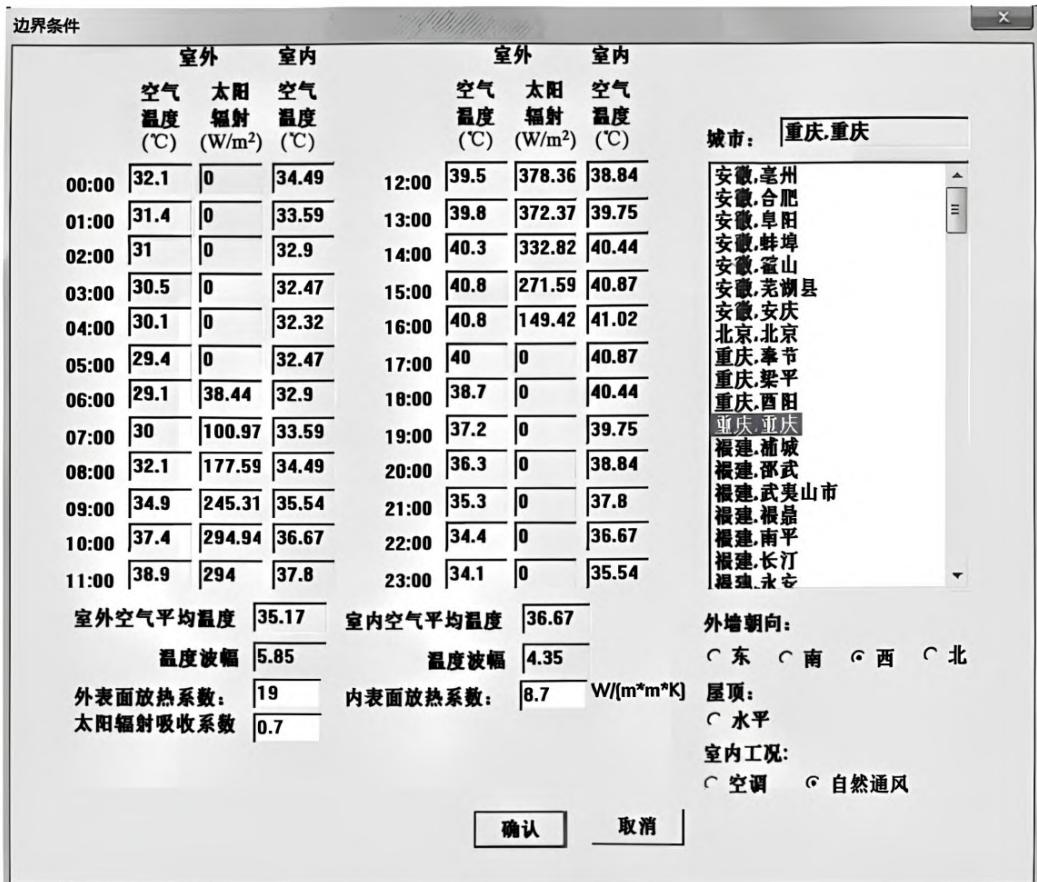 边界条件
室外 室内 室外 室内
空气 太阳 空气 空气 太阳 空气
温度 辐射 温度 温度 辐射 温度
(℃) (W/m²) (℃) (℃) (W/m²) (℃)
城市: 重庆.重庆
00:00 32.1 0 34.49 12:00 39.5 378.36 38.84
01:00 31.4 0 33.59 13:00 39.8 372.37 39.75
02:00 31 0 32.9 14:00 40.3 332.82 40.44
03:00 30.5 0 32.47 15:00 40.8 271.59 40.87
04:00 30.1 0 32.32 16:00 40.8 149.42 41.02
05:00 29.4 0 32.47 17:00 40 0 40.87
06:00 29.1 38.44 32.9 18:00 38.7 0 40.44
07:00 30 100.97 33.59 19:00 37.2 0 39.75
08:00 32.1 177.59 34.49 20:00 36.3 0 38.84
09:00 34.9 245.31 35.54 21:00 35.3 0 37.8
10:00 37.4 294.94 36.67 22:00 34.4 0 36.67
11:00 38.9 294 37.8 23:00 34.1 0 35.54
安徽.亳州
安徽.合肥
安徽.阜阳
安徽.蚌埠
安徽.霍山
安徽.芜湖县
安徽.安庆
北京.北京
重庆.奉节
重庆.梁平
重庆.酉阳
重庆.重庆
福建.浦城
福建.邵武
福建.武夷山市
福建.福鼎
福建.南平
福建.长汀
福建.永安
室外空气平均温度 35.17 室内空气平均温度 36.67
温度波幅 5.85 温度波幅 4.35
外表面放热系数: 19 内表面放热系数: 8.7 W/[m*m*K]
太阳辐射吸收系数 0.7
外墙朝向:
东 南 西 北
屋顶:
水平
室内工况:
空调 自然通风
确认 取消